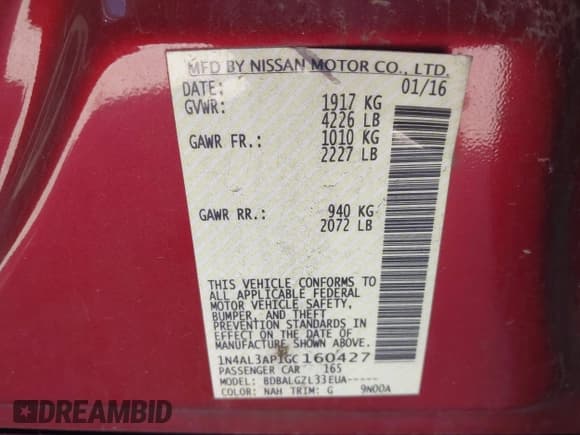 MFD BY NISSAN MOTOR CO., LTD.
DATE: 01/16
GVWR: 1917 KG
4226 LB
GAWR FR.: 1010 KG
2227 LB
GAWR RR.: 940 KG
2072 LB
THIS VEHICLE CONFORMS TO
ALL APPLICABLE FEDERAL
MOTOR VEHICLE SAFETY,
BUMPER, AND THEFT
PREVENTION STANDARDS IN
EFFECT ON THE DATE OF
MANUFACTURE SHOWN ABOVE.
1N4AL3AP1GC160427
PASSENGER CAR 165
MODEL: BDBALGZL33EUA-----
COLOR: NAH TRIM: G 9N00A
DREAMBID